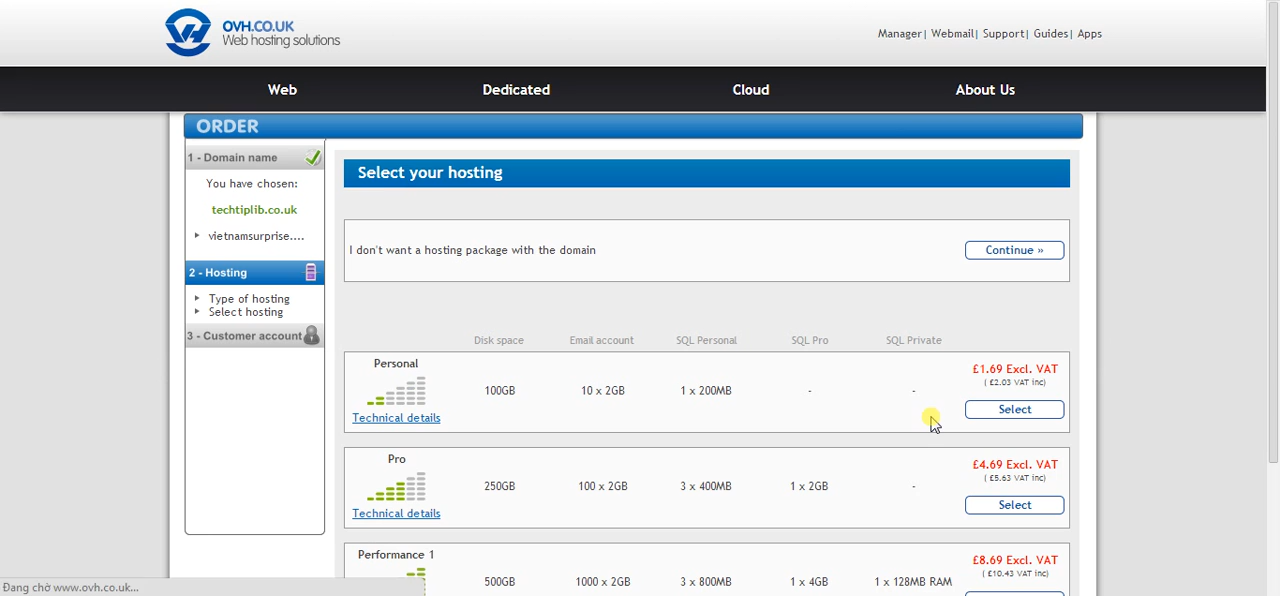 OVH.CO.UK
Web hosting solutions
Manager| Webmail| Support| Guides| Apps
Web Dedicated Cloud About Us
ORDER
1 - Domain name
You have chosen:
techtiplib.co.uk
vietnamsurprise....
2 - Hosting
Type of hosting
Select hosting
3 - Customer account
Select your hosting
I don't want a hosting package with the domain Continue »
Disk space Email account SQL Personal SQL Pro SQL Private
Personal
100GB 10 x 2GB 1 x 200MB - -
£1.69 Excl. VAT
( £2.03 VAT inc)
Technical details Select
Pro
250GB 100 x 2GB 3 x 400MB 1 x 2GB -
£4.69 Excl. VAT
( £5.63 VAT inc)
Technical details Select
Performance 1
500GB 1000 x 2GB 3 x 800MB 1 x 4GB 1 x 128MB RAM
£8.69 Excl. VAT
( £10.43 VAT inc)
Đang chờ www.ovh.co.uk...